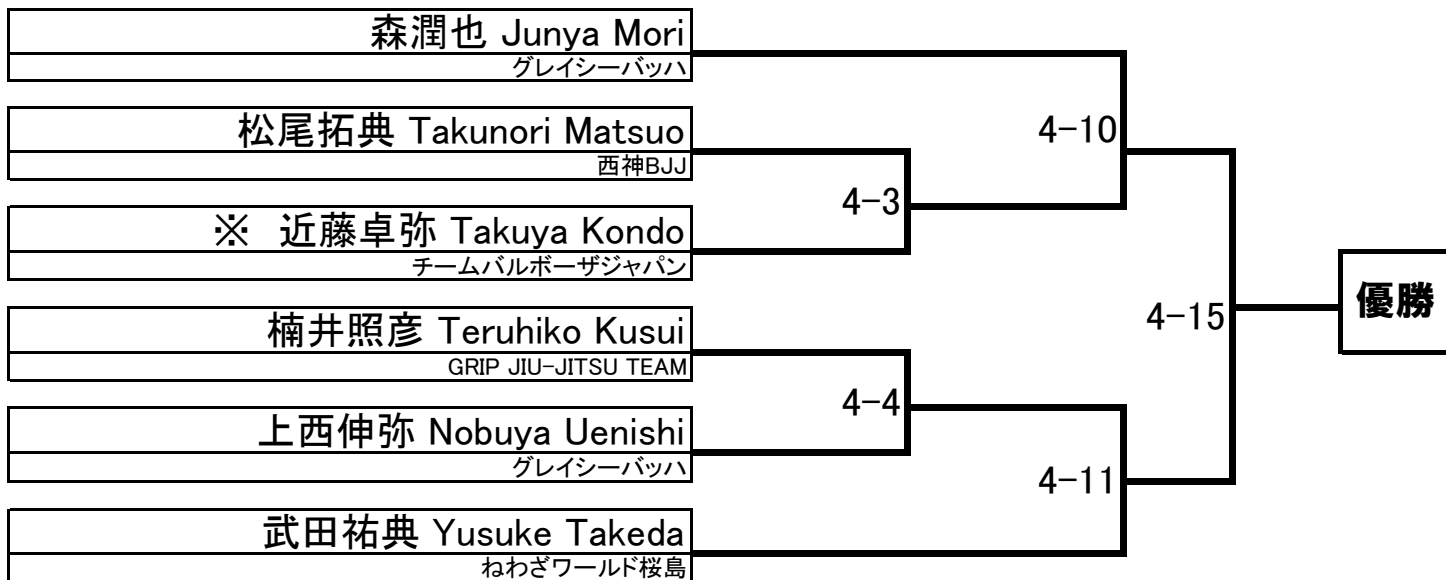 森潤也 Junya Mori
グレイシーバッハ
松尾拓典 Takunori Matsuo
西神BJJ
4-10
4-3
※ 近藤卓弥 Takuya Kondo
チームバルボーザジャパン
楠井照彦 Teruhiko Kusui
GRIP JIU-JITSU TEAM
4-15
優勝
4-4
上西伸弥 Nobuya Uenishi
グレイシーバッハ
4-11
武田祐典 Yusuke Takeda
ねわざワールド桜島